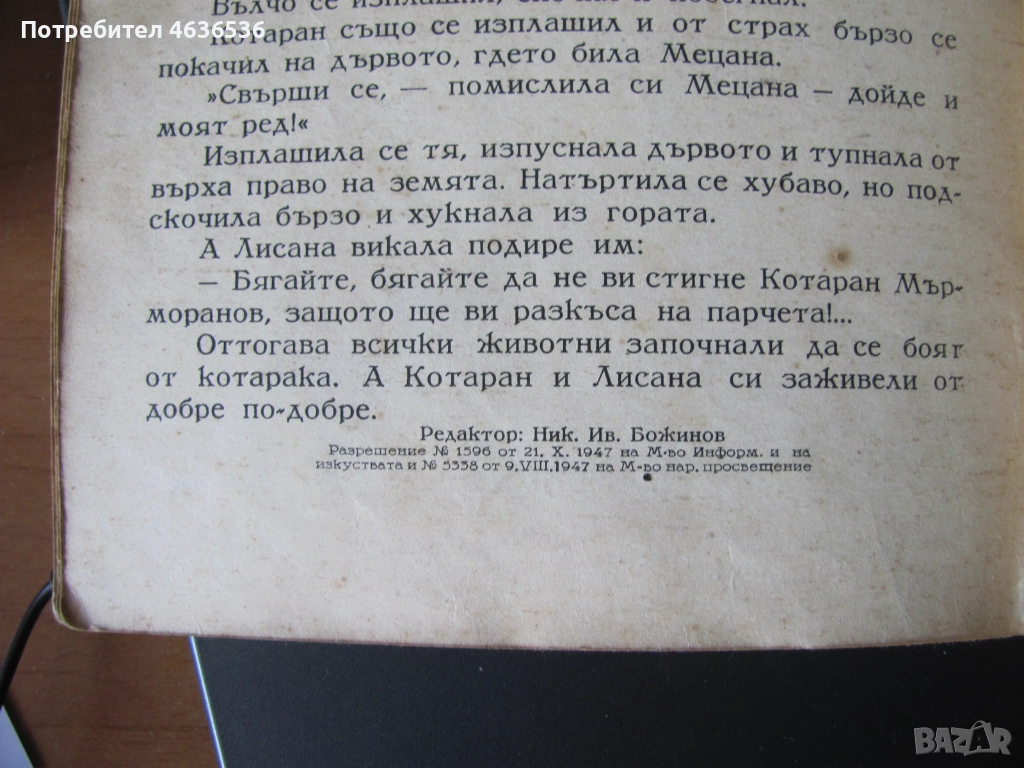 Потребител 4636536
Вълчо се изплашил,
Котаран също се изплашил и от страх бързо се
покачил на дървото, гдето била Мецана.
»Свърши се, — помислила си Мецана — дойде и
моят ред!«
Изплашила се тя, изпуснала дървото и тупнала от
върха право на земята. Натъртила се хубаво, но под-
скочила бързо и хукнала из гората.
А Лисана викала подире им:
— Бягайте, бягайте да не ви стигне Котаран Мър-
моранов, защото ще ви разкъса на парчета!...
Оттогава всички животни започнали да се боят
от котарака. А Котаран и Лисана си заживели от
добре по-добре.
Редактор: Ник. Ив. Божинов
Разрешение № 1596 от 21. X. 1947 на М-во Информ. и на
изкуствата и № 5358 от 9.VIII.1947 на М-во нар. просвещение
BAZAR